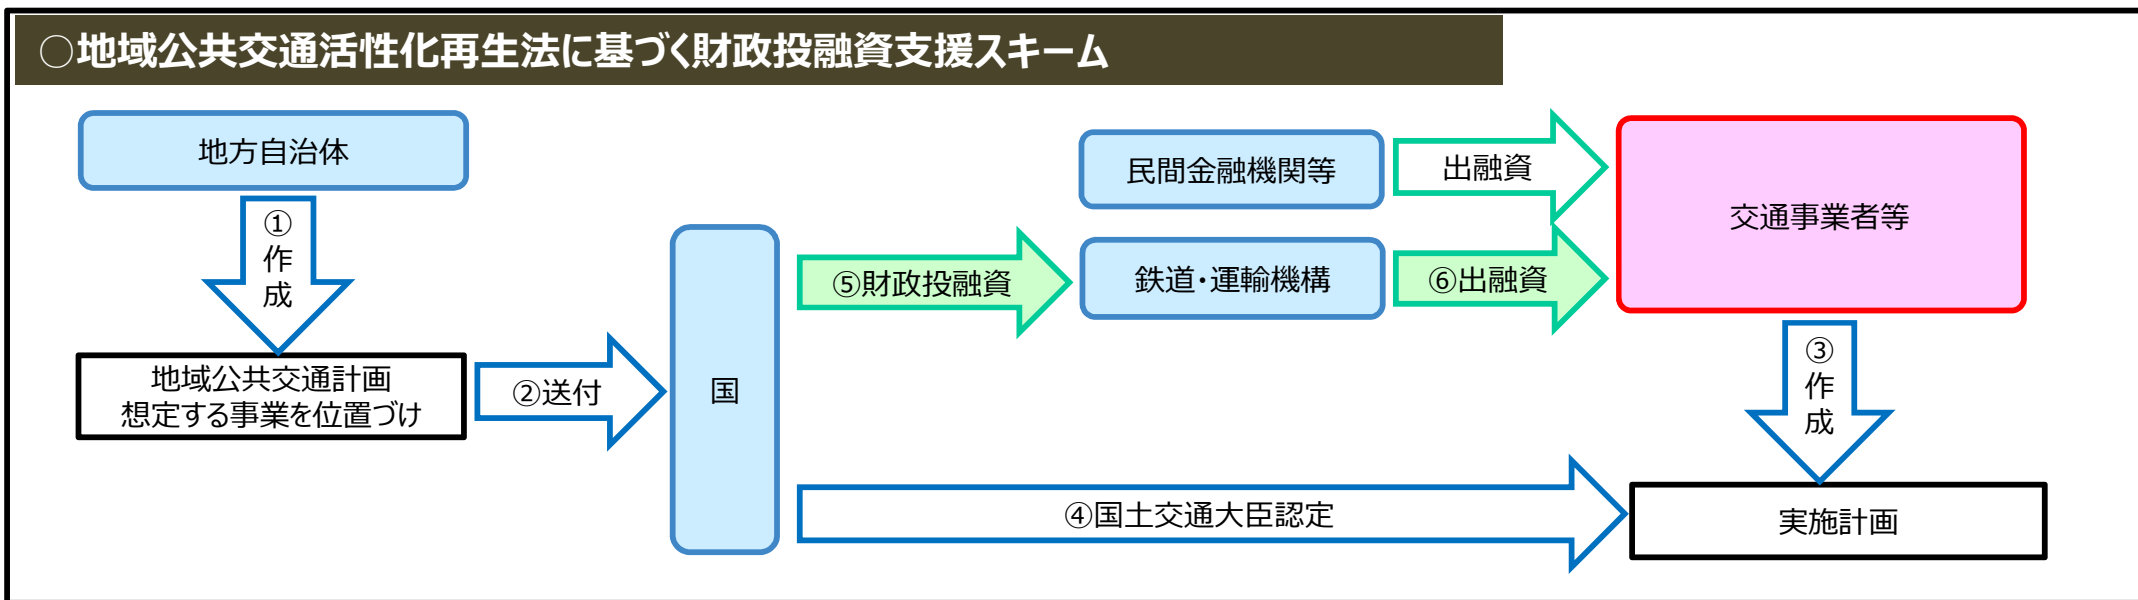 ○地域公共交通活性化再生法に基づく財政投融資支援スキーム
地方自治体
①
作
成
地域公共交通計画
想定する事業を位置づけ
②送付
国
⑤財政投融資
民間金融機関等
鉄道・運輸機構
出融資
⑥出融資
交通事業者等
③
作
成
④国土交通大臣認定
実施計画